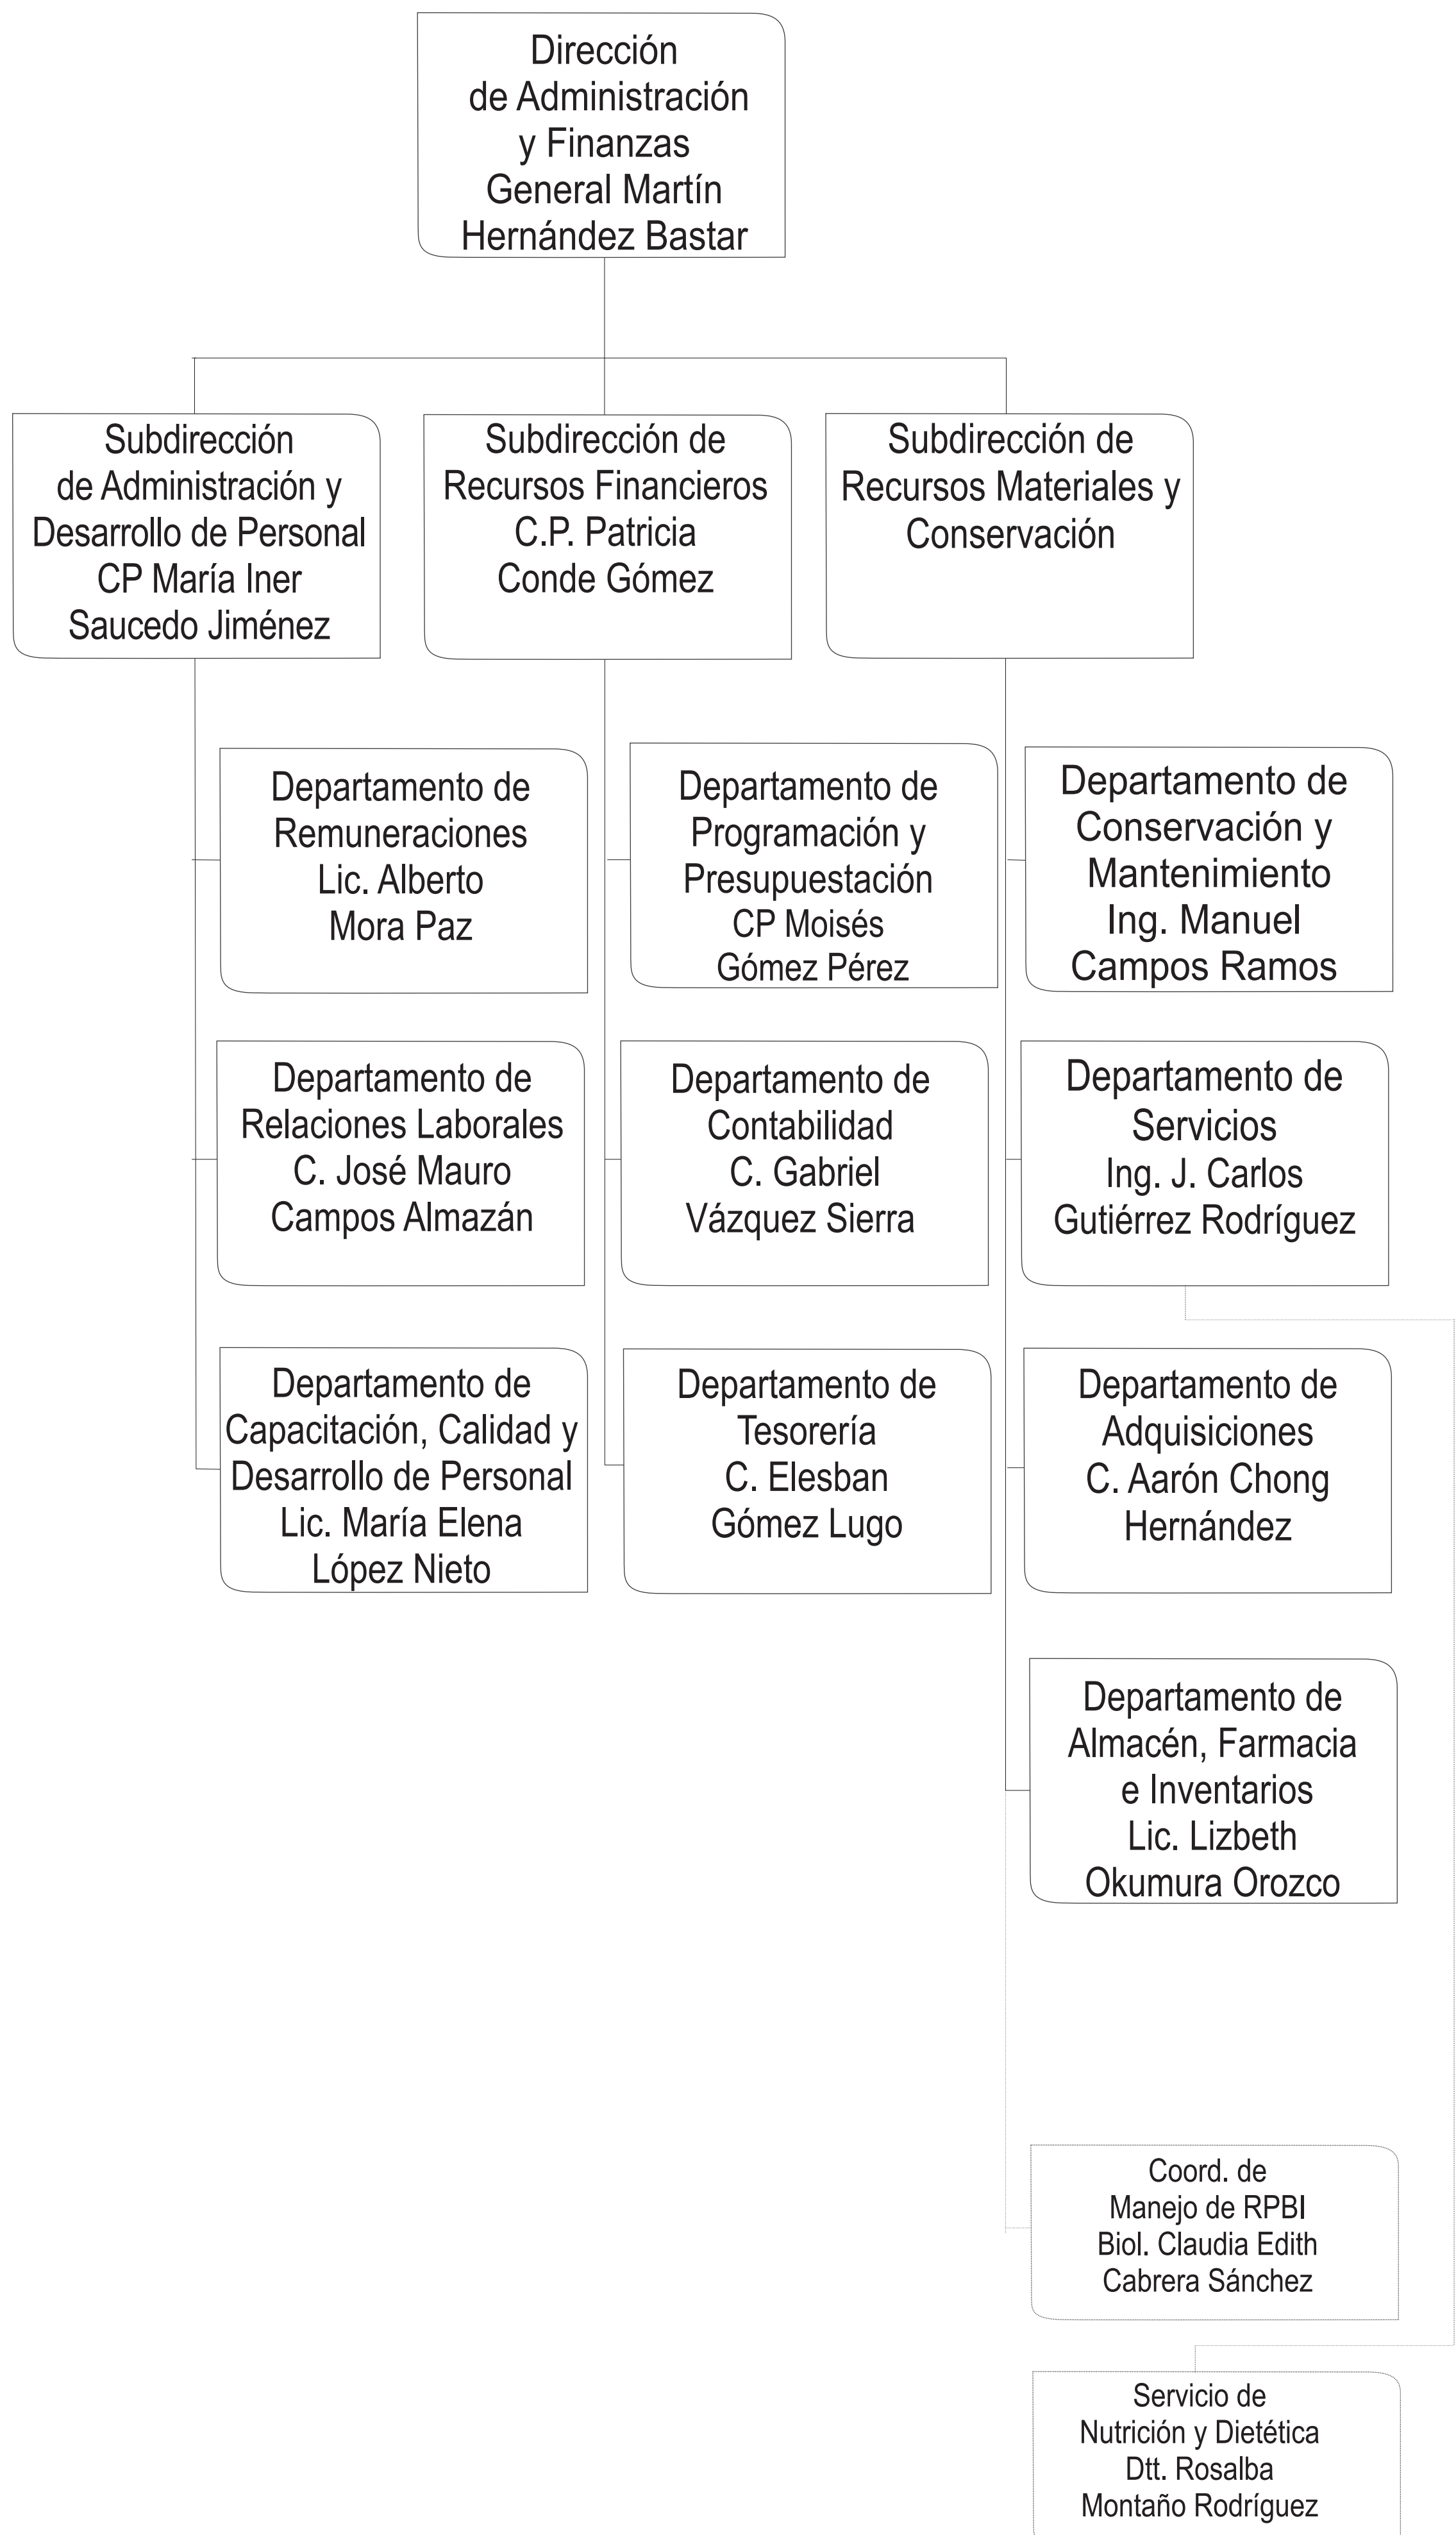 Dirección
de Administración
y Finanzas
General Martín
Hernández Bastar
Subdirección
de Administración y
Desarrollo de Personal
CP María Iner
Saucedo Jiménez
Subdirección de
Recursos Financieros
C.P. Patricia
Conde Gómez
Subdirección de
Recursos Materiales y
Conservación
Departamento de
Remuneraciones
Lic. Alberto
Mora Paz
Departamento de
Programación y
Presupuestación
CP Moisés
Gómez Pérez
Departamento de
Conservación y
Mantenimiento
Ing. Manuel
Campos Ramos
Departamento de
Relaciones Laborales
C. José Mauro
Campos Almazán
Departamento de
Contabilidad
C. Gabriel
Vázquez Sierra
Departamento de
Servicios
Ing. J. Carlos
Gutiérrez Rodríguez
Departamento de
Capacitación, Calidad y
Desarrollo de Personal
Lic. María Elena
López Nieto
Departamento de
Tesorería
C. Elesban
Gómez Lugo
Departamento de
Adquisiciones
C. Aarón Chong
Hernández
Departamento de
Almacén, Farmacia
e Inventarios
Lic. Lizbeth
Okumura Orozco
Coord. de
Manejo de RPBI
Biol. Claudia Edith
Cabrera Sánchez
Servicio de
Nutrición y Dietética
Dtt. Rosalba
Montaño Rodríguez